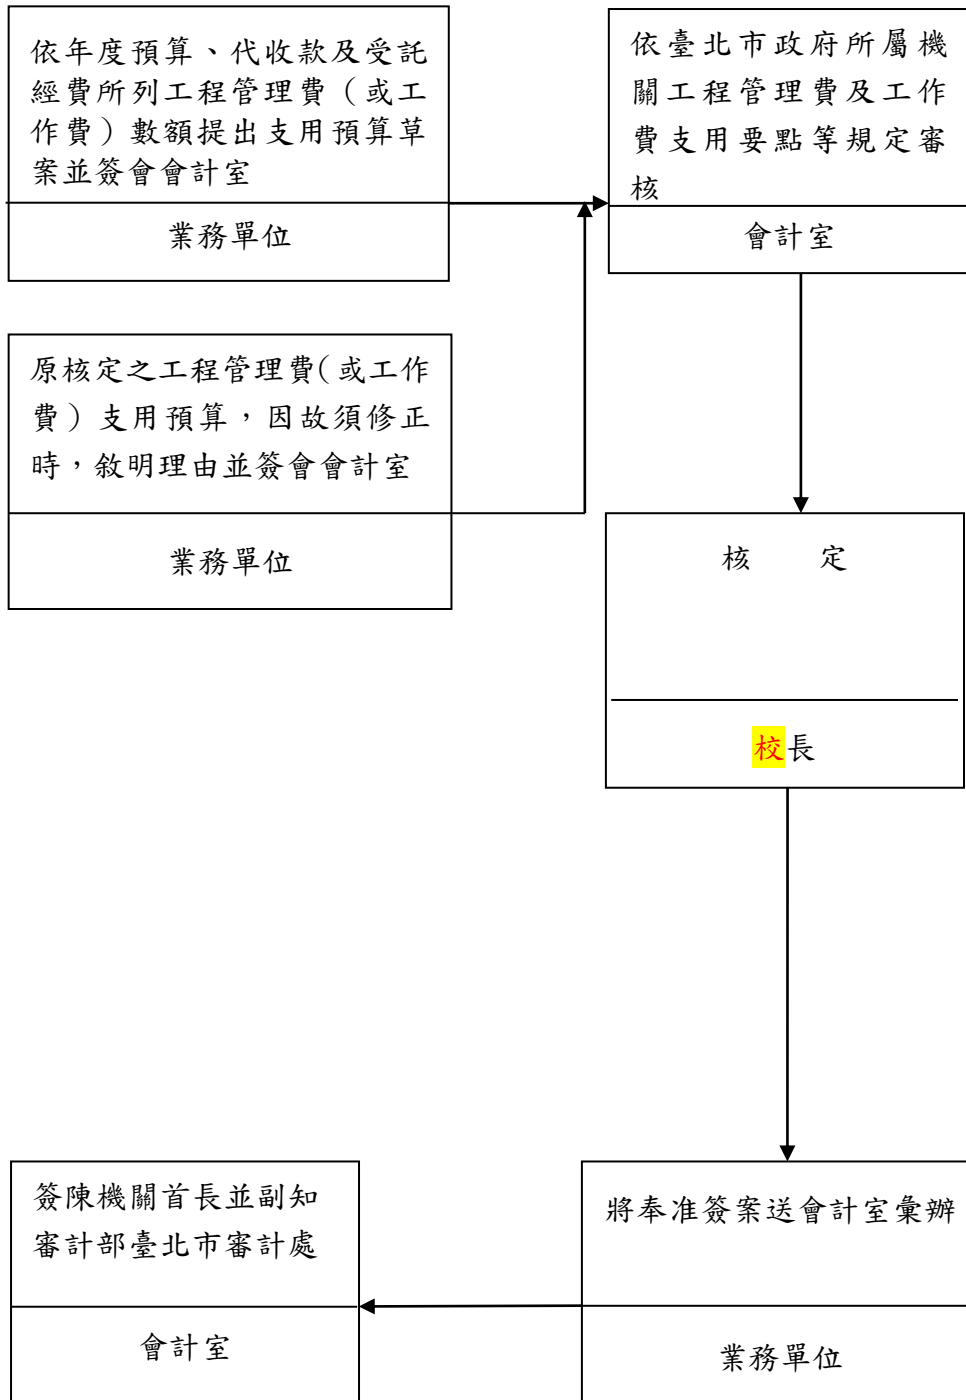 依年度預算、代收款及受託
經費所列工程管理費（或工
作費）數額提出支用預算草
案並簽會會計室
業務單位
依臺北市政府所屬機
關工程管理費及工作
費支用要點等規定審
核
會計室
原核定之工程管理費（或工作
費）支用預算，因故須修正
時，敘明理由並簽會會計室
業務單位
核　　定
校長
簽陳機關首長並副知
審計部臺北市審計處
會計室
將奉准簽案送會計室彙辦
業務單位